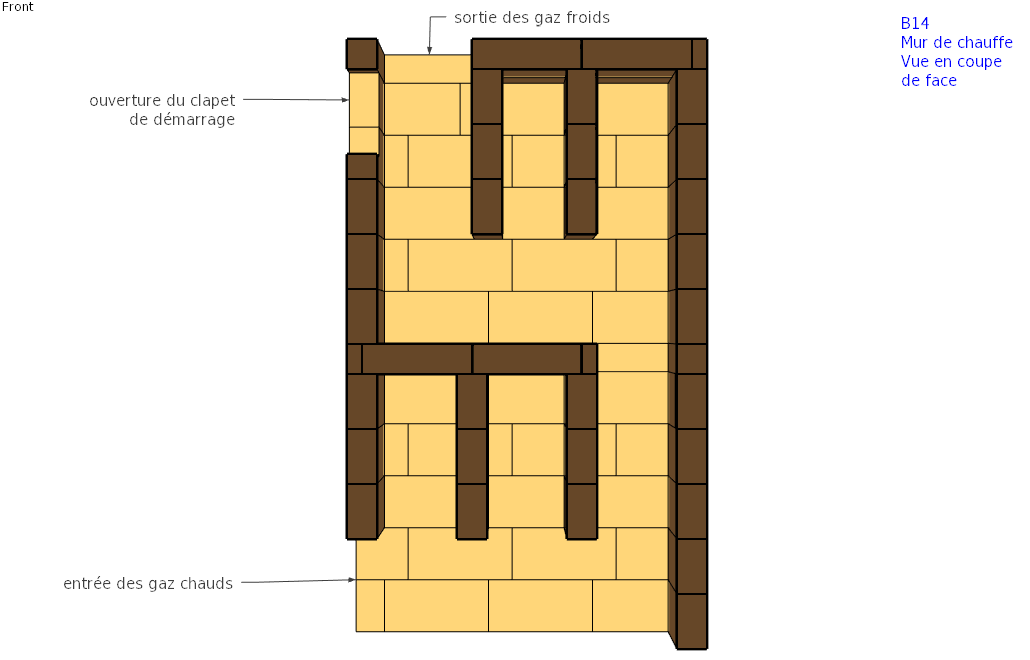 Front
sortie des gaz froids
B14
Mur de chauffe
Vue en coupe
de face
ouverture du clapet
de démarrage
entrée des gaz chauds